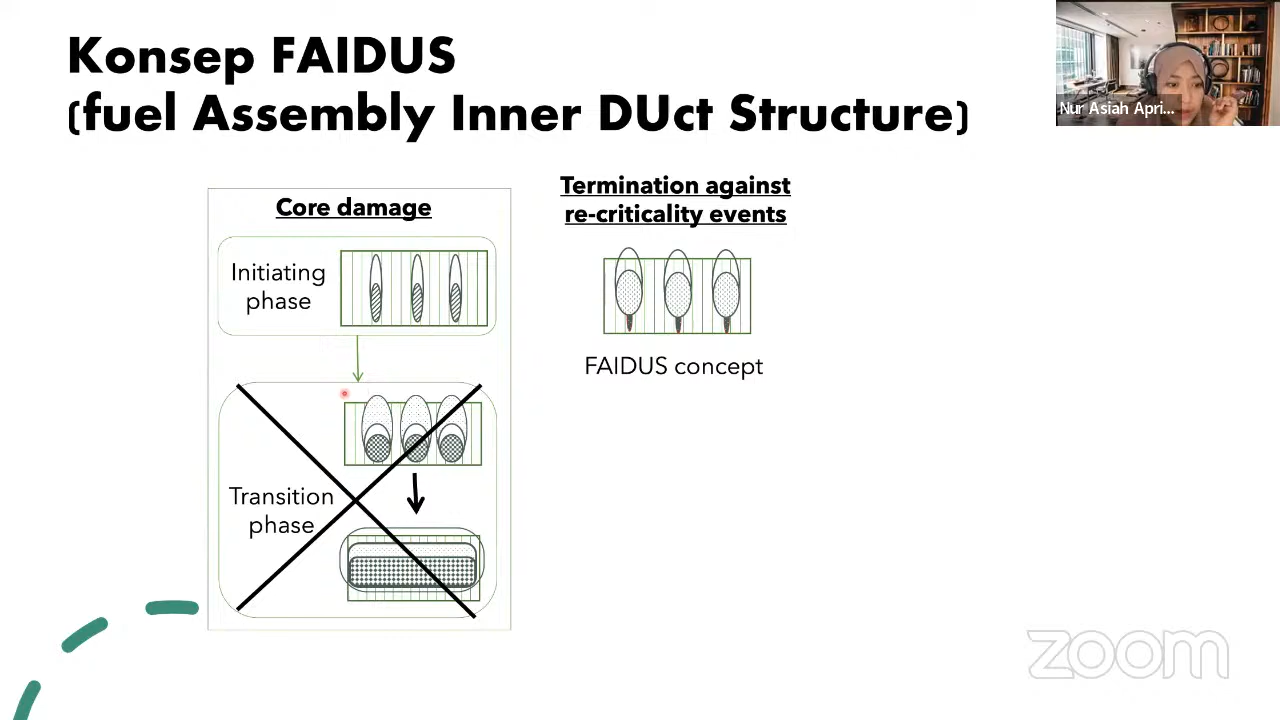 Konsep FAIDUS
(fuel Assembly Inner DUct Structure)
Nur Asiah Apri...
Core damage
Initiating
phase
Transition
phase
Termination against
re-criticality events
FAIDUS concept
zoom